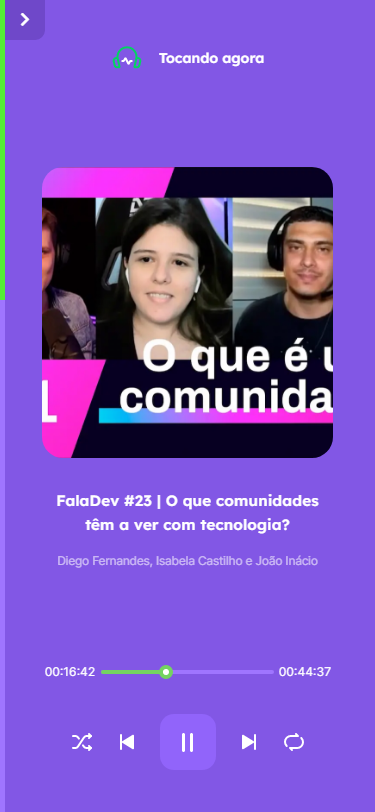 Tocando agora
O que é
comunida
1
FalaDev #23 | O que comunidades
têm a ver com tecnologia?
Diego Fernandes, Isabela Castilho e João Inácio
00:16:42
00:44:37